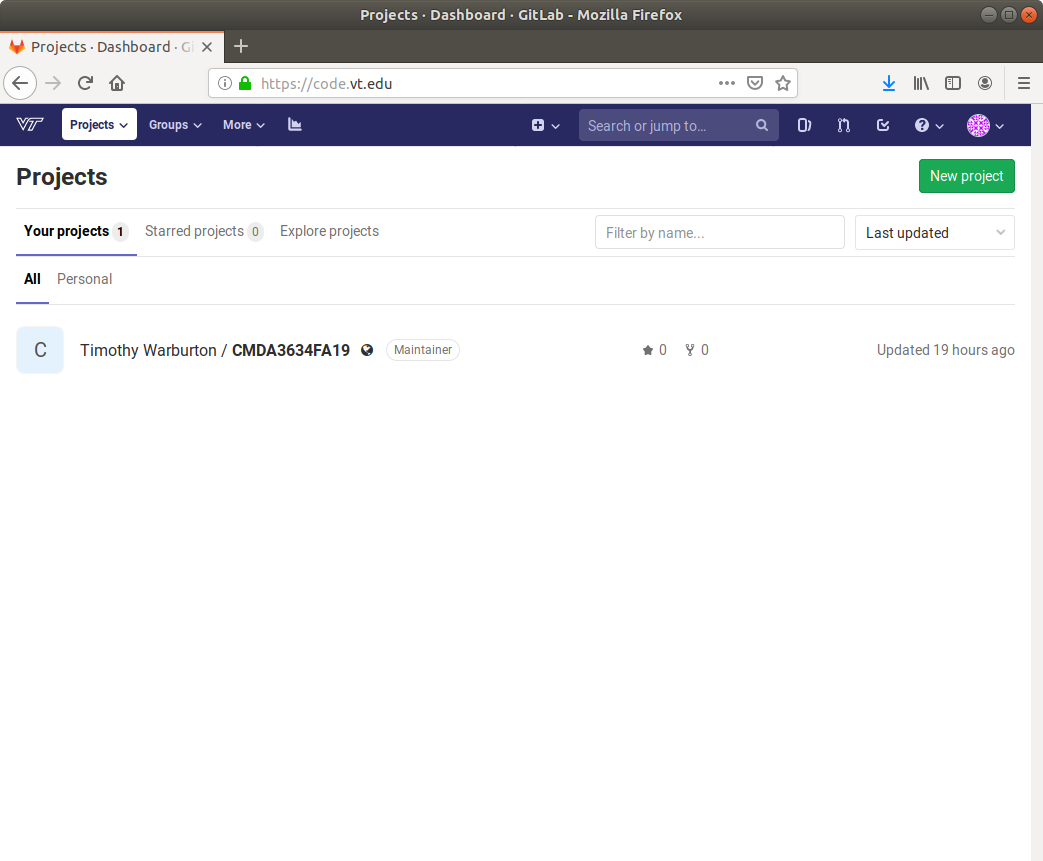 Projects · Dashboard · GitLab - Mozilla Firefox
Projects · Dashboard · Gi
https://code.vt.edu
VT Projects Groups More Search or jump to...
Projects New project
Your projects 1 Starred projects 0 Explore projects Filter by name... Last updated
All Personal
C Timothy Warburton / CMDA3634FA19 Maintainer 0 0 Updated 19 hours ago